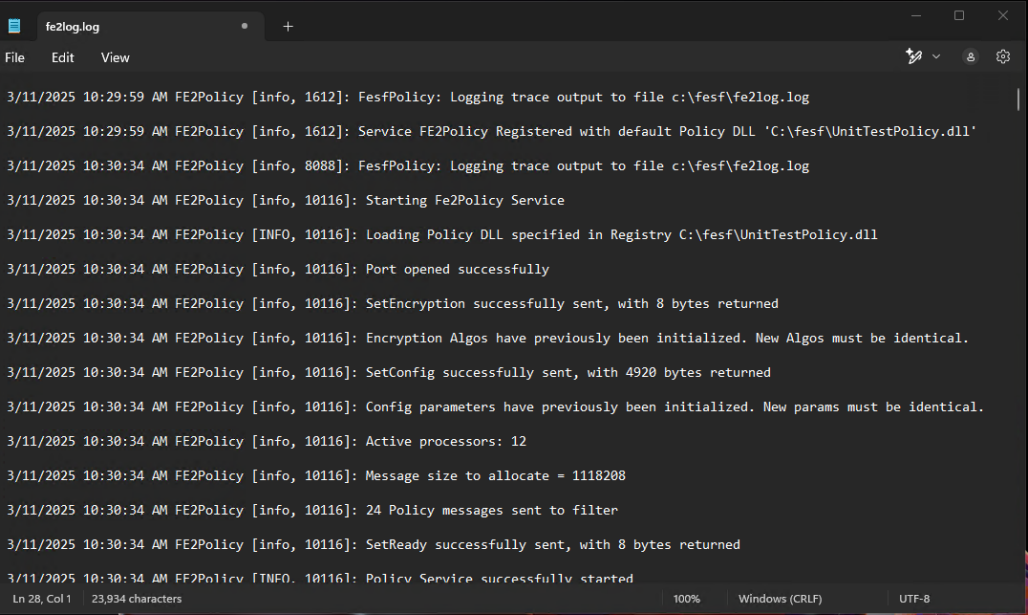 fe2log.log
File Edit View
3/11/2025 10:29:59 AM FE2Policy [info, 1612]: FesfPolicy: Logging trace output to file c:\fesf\fe2log.log
3/11/2025 10:29:59 AM FE2Policy [info, 1612]: Service FE2Policy Registered with default Policy DLL 'C:\fesf\UnitTestPolicy.dll'
3/11/2025 10:30:34 AM FE2Policy [info, 8088]: FesfPolicy: Logging trace output to file c:\fesf\fe2log.log
3/11/2025 10:30:34 AM FE2Policy [info, 10116]: Starting Fe2Policy Service
3/11/2025 10:30:34 AM FE2Policy [INFO, 10116]: Loading Policy DLL specified in Registry C:\fesf\UnitTestPolicy.dll
3/11/2025 10:30:34 AM FE2Policy [info, 10116]: Port opened successfully
3/11/2025 10:30:34 AM FE2Policy [info, 10116]: SetEncryption successfully sent, with 8 bytes returned
3/11/2025 10:30:34 AM FE2Policy [info, 10116]: Encryption Algos have previously been initialized. New Algos must be identical.
3/11/2025 10:30:34 AM FE2Policy [info, 10116]: SetConfig successfully sent, with 4920 bytes returned
3/11/2025 10:30:34 AM FE2Policy [info, 10116]: Config parameters have previously been initialized. New params must be identical.
3/11/2025 10:30:34 AM FE2Policy [info, 10116]: Active processors: 12
3/11/2025 10:30:34 AM FE2Policy [info, 10116]: Message size to allocate = 1118208
3/11/2025 10:30:34 AM FE2Policy [info, 10116]: 24 Policy messages sent to filter
3/11/2025 10:30:34 AM FE2Policy [info, 10116]: SetReady successfully sent, with 8 bytes returned
3/11/2025 10:30:34 AM FE2Policy [INFO, 10116]: Policy Service successfully started
Ln 28, Col 1 23,934 characters 100% Windows (CRLF) UTF-8